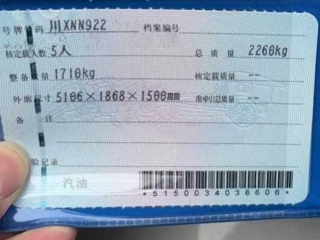 号牌号码 川XNN922 档案编号
核定载人数 5人 总质量 2260kg
整备质量 1710kg 核定载质量 --
外廓尺寸 5106×1868×1500mm 准牵引总质量 --
备注
验记录
汽油
5150003403660​6